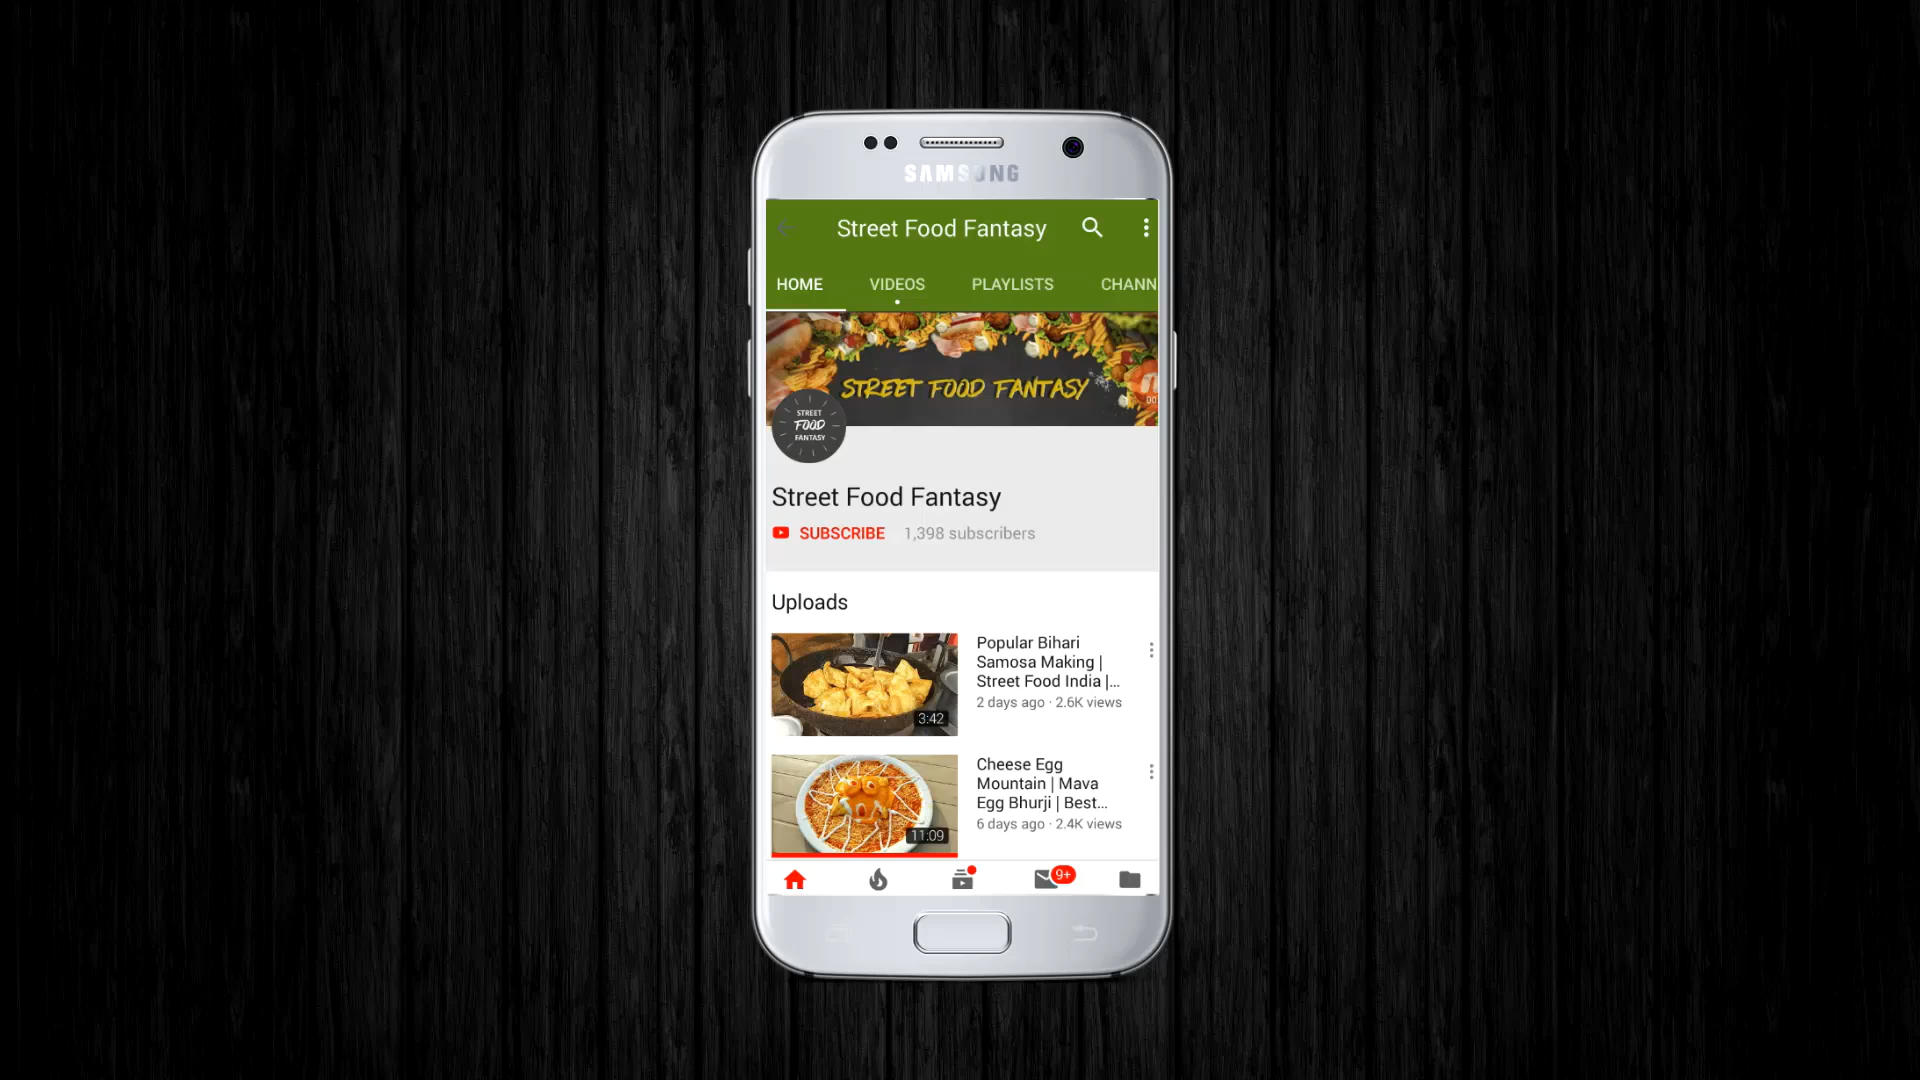 SAMSUNG
Street Food Fantasy
HOME VIDEOS PLAYLISTS CHANN
STREET FOOD FANTASY
00
STREET
FOOD
FANTASY
Street Food Fantasy
SUBSCRIBE 1,398 subscribers
Uploads
Popular Bihari
Samosa Making |
Street Food India |...
2 days ago · 2.6K views
3:42
Cheese Egg
Mountain | Mava
Egg Bhurji | Best...
6 days ago · 2.4K views
11:09
9+